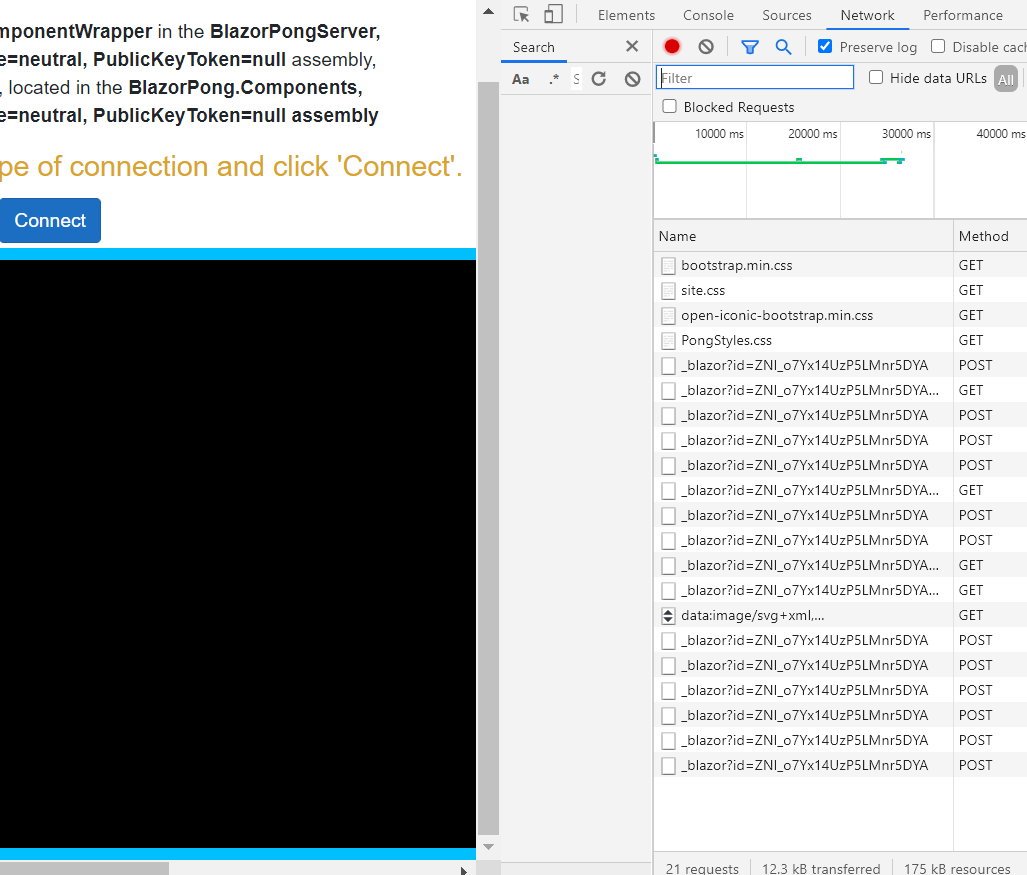 mponentWrapper in the BlazorPongServer,
e=neutral, PublicKeyToken=null assembly,
, located in the BlazorPong.Components,
e=neutral, PublicKeyToken=null assembly
pe of connection and click 'Connect'.
Connect
Elements Console Sources Network Performance
Search
Aa .* S
Preserve log Disable cach
Filter
Hide data URLs All
Blocked Requests
10000 ms 20000 ms 30000 ms 40000 ms
Name Method
bootstrap.min.css GET
site.css GET
open-iconic-bootstrap.min.css GET
PongStyles.css GET
_blazor?id=ZNI_o7Yx14UzP5LMnr5DYA POST
_blazor?id=ZNI_o7Yx14UzP5LMnr5DYA... GET
_blazor?id=ZNI_o7Yx14UzP5LMnr5DYA POST
_blazor?id=ZNI_o7Yx14UzP5LMnr5DYA POST
_blazor?id=ZNI_o7Yx14UzP5LMnr5DYA POST
_blazor?id=ZNI_o7Yx14UzP5LMnr5DYA... GET
_blazor?id=ZNI_o7Yx14UzP5LMnr5DYA POST
_blazor?id=ZNI_o7Yx14UzP5LMnr5DYA POST
_blazor?id=ZNI_o7Yx14UzP5LMnr5DYA... GET
_blazor?id=ZNI_o7Yx14UzP5LMnr5DYA... GET
data:image/svg+xml,... GET
_blazor?id=ZNI_o7Yx14UzP5LMnr5DYA POST
_blazor?id=ZNI_o7Yx14UzP5LMnr5DYA POST
_blazor?id=ZNI_o7Yx14UzP5LMnr5DYA POST
_blazor?id=ZNI_o7Yx14UzP5LMnr5DYA POST
_blazor?id=ZNI_o7Yx14UzP5LMnr5DYA POST
_blazor?id=ZNI_o7Yx14UzP5LMnr5DYA POST
21 requests 12.3 kB transferred 175 kB resources